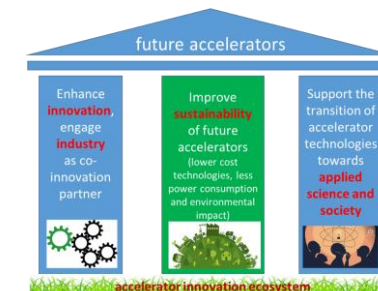 future accelerators
Enhance
innovation,
engage
industry
as co-
innovation
partner
Improve
sustainability
of future
accelerators
(lower cost
technologies, less
power consumption
and environmental
impact)
Support the
transition of
accelerator
technologies
towards
applied
science and
society
accelerator innovation ecosystem